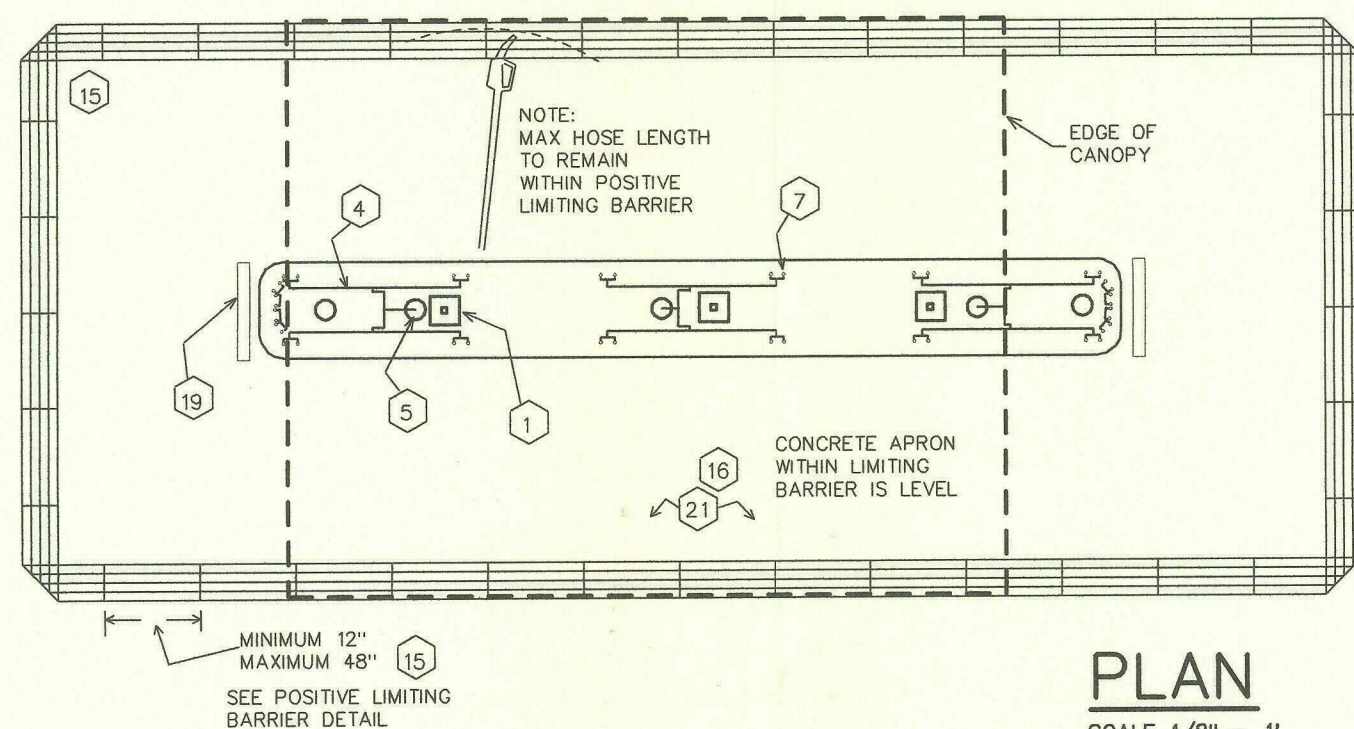 15
NOTE:
MAX HOSE LENGTH
TO REMAIN
WITHIN POSITIVE
LIMITING BARRIER
EDGE OF
CANOPY
4
7
19
5
1
16
21
CONCRETE APRON
WITHIN LIMITING
BARRIER IS LEVEL
MINIMUM 12"
MAXIMUM 48"
15
SEE POSITIVE LIMITING
BARRIER DETAIL
PLAN